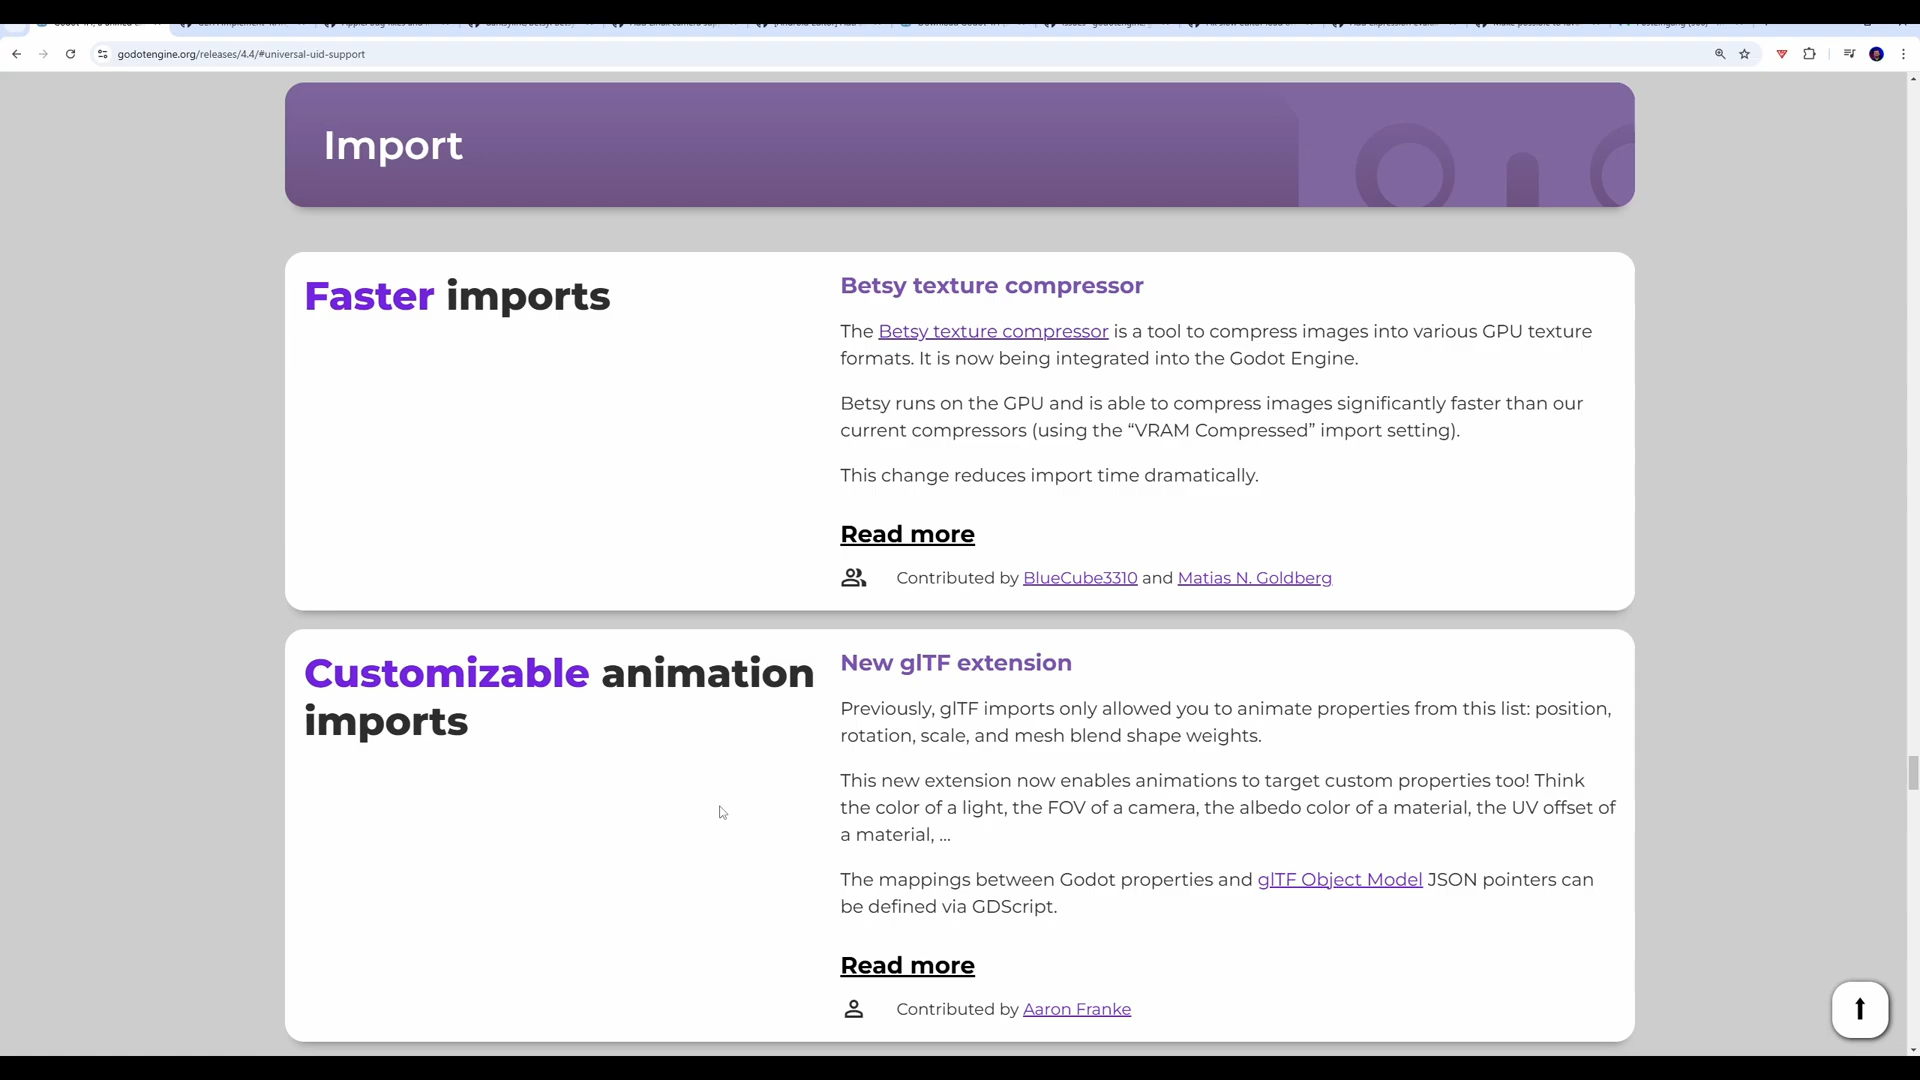 godotengine.org/releases/4.4/#universal-uid-support
Import
Faster imports
Betsy texture compressor
The Betsy texture compressor is a tool to compress images into various GPU texture
formats. It is now being integrated into the Godot Engine.
Betsy runs on the GPU and is able to compress images significantly faster than our
current compressors (using the “VRAM Compressed” import setting).
This change reduces import time dramatically.
Read more
Contributed by BlueCube3310 and Matias N. Goldberg
Customizable animation
imports
New glTF extension
Previously, glTF imports only allowed you to animate properties from this list: position,
rotation, scale, and mesh blend shape weights.
This new extension now enables animations to target custom properties too! Think
the color of a light, the FOV of a camera, the albedo color of a material, the UV offset of
a material, ...
The mappings between Godot properties and glTF Object Model JSON pointers can
be defined via GDScript.
Read more
Contributed by Aaron Franke